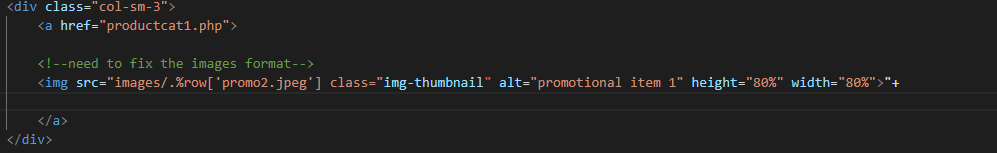 <div class="col-sm-3">
<a href="productcat1.php">
<!--need to fix the images format-->
<img src="images/.%row['promo2.jpeg'] class="img-thumbnail" alt="promotional item 1" height="80%" width="80%">"+
</a>
</div>